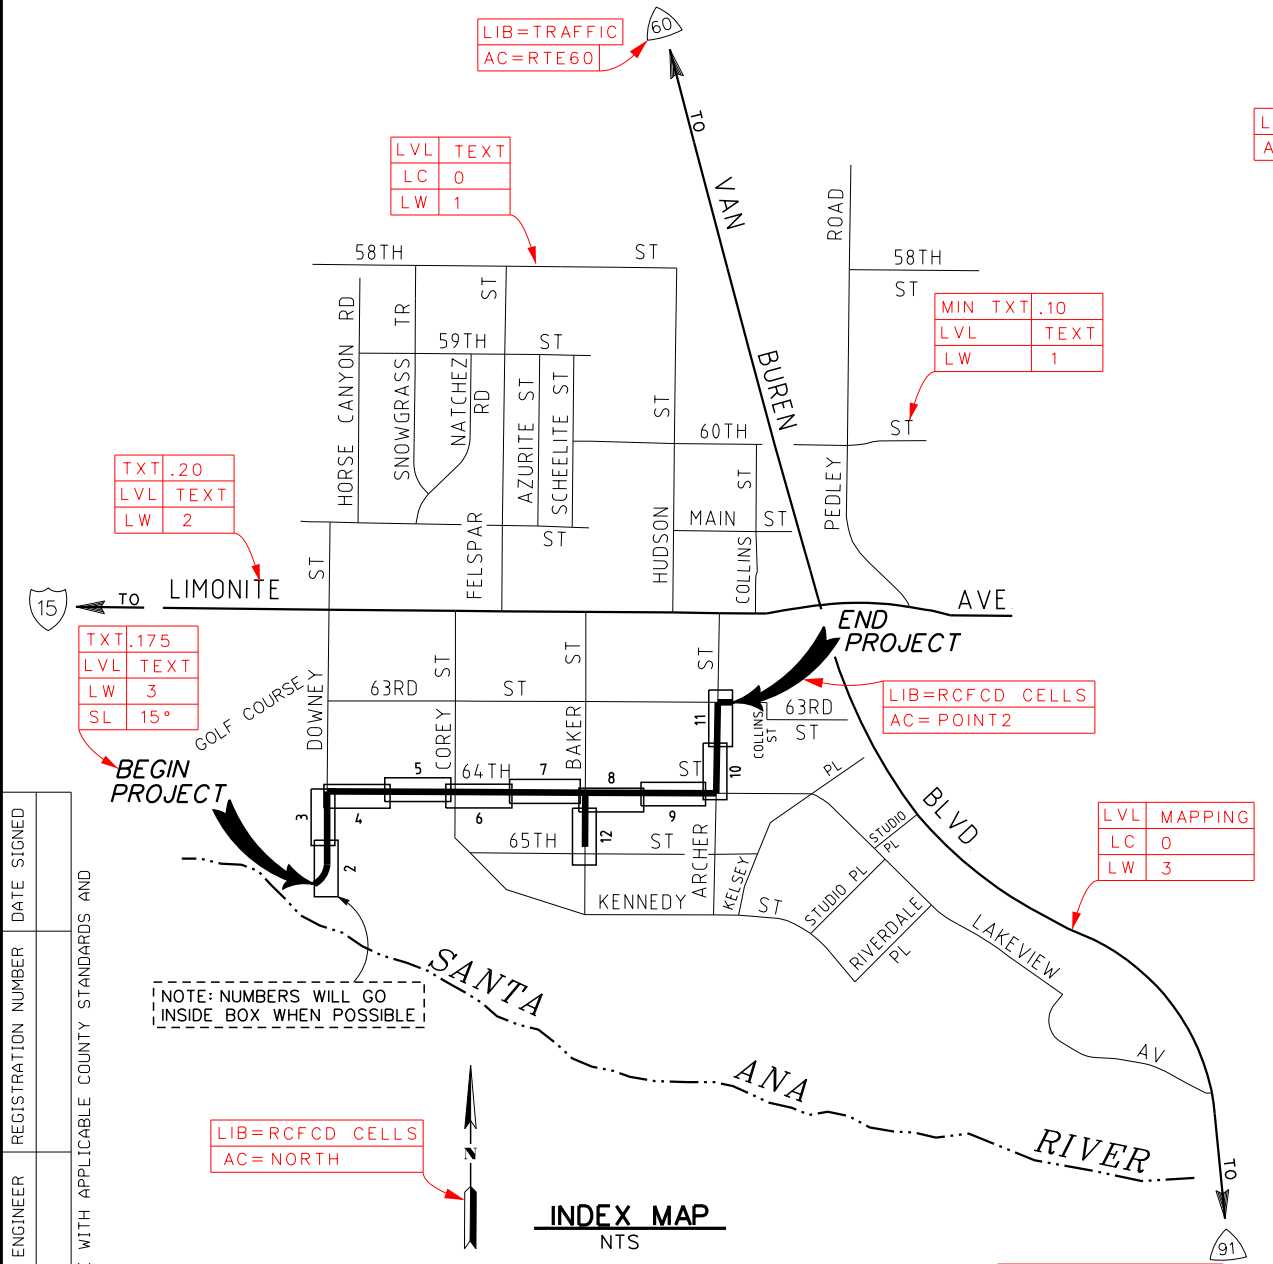 LIB=TRAFFIC
AC=RTE60
60
TO
L
A
LVL TEXT
LC 0
LW 1
VAN
BUREN
BLVD
ROAD
PEDLEY
58TH ST
58TH
ST
MIN TXT .10
LVL TEXT
LW 1
HORSE CANYON RD
SNOWGRASS TR
NATCHEZ
RD
59TH ST
ST
FELSPAR
AZURITE ST
SCHEELITE ST
ST
HUDSON
60TH
ST
ST
COLLINS
MAIN ST
ST
TXT .20
LVL TEXT
LW 2
ST
DOWNEY
15
TO
LIMONITE
AVE
TXT .175
LVL TEXT
LW 3
SL 15°
END
PROJECT
GOLF COURSE
63RD ST
COREY ST
BAKER ST
ST
ARCHER
LIB=RCFCD CELLS
AC=POINT2
COLLINS
ST
63RD
ST
BEGIN
PROJECT
64TH ST
2
3
4
5
6
7
8
9
10
11
12
65TH ST
KENNEDY ST
KELSEY
PL
STUDIO
PL
STUDIO PL
RIVERDALE
PL
LAKEVIEW
AV
LVL MAPPING
LC 0
LW 3
NOTE: NUMBERS WILL GO
INSIDE BOX WHEN POSSIBLE
SANTA
ANA
RIVER
LIB=RCFCD CELLS
AC=NORTH
N
TO
91
INDEX MAP
NTS
DATE SIGNED
REGISTRATION NUMBER
ENGINEER
WITH APPLICABLE COUNTY STANDARDS AND